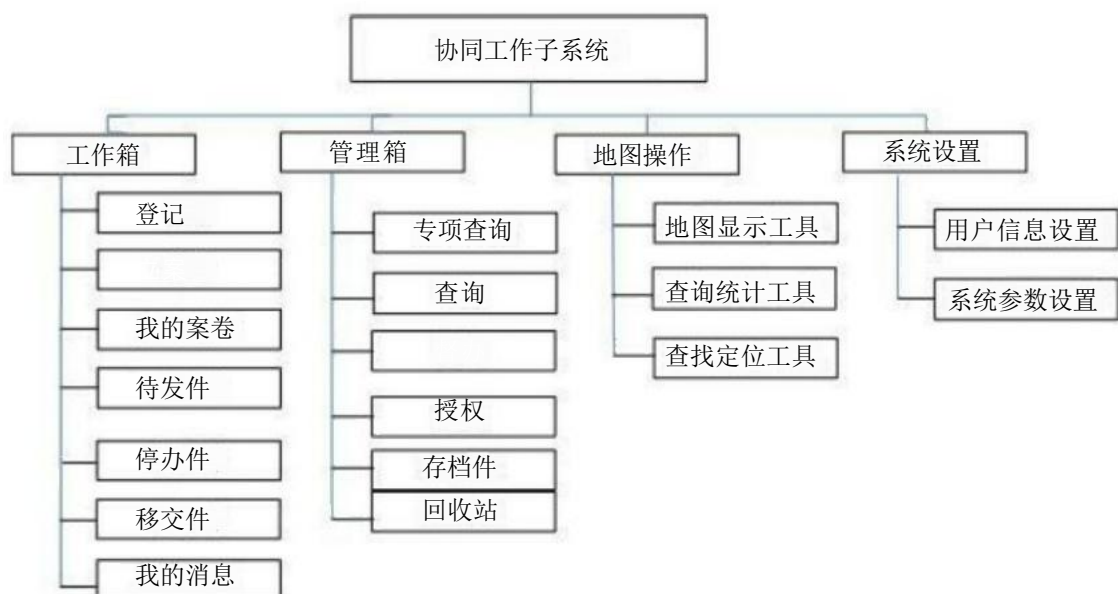 协同工作子系统
工作箱
管理箱
地图操作
系统设置
登记
我的案卷
待发件
停办件
移交件
我的消息
专项查询
查询
授权
存档件
回收站
地图显示工具
查询统计工具
查找定位工具
用户信息设置
系统参数设置